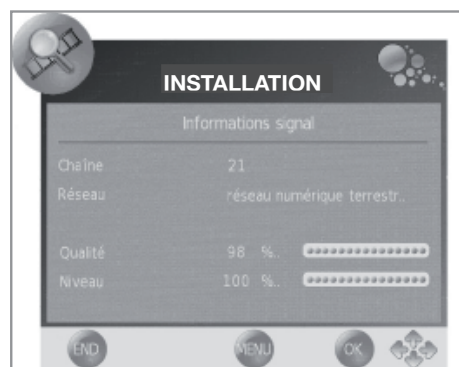 INSTALLATION
Informations signal
Chaîne 21
Réseau réseau numérique terrestr..
Qualité 98 %..
Niveau 100 %..
END MENU OK